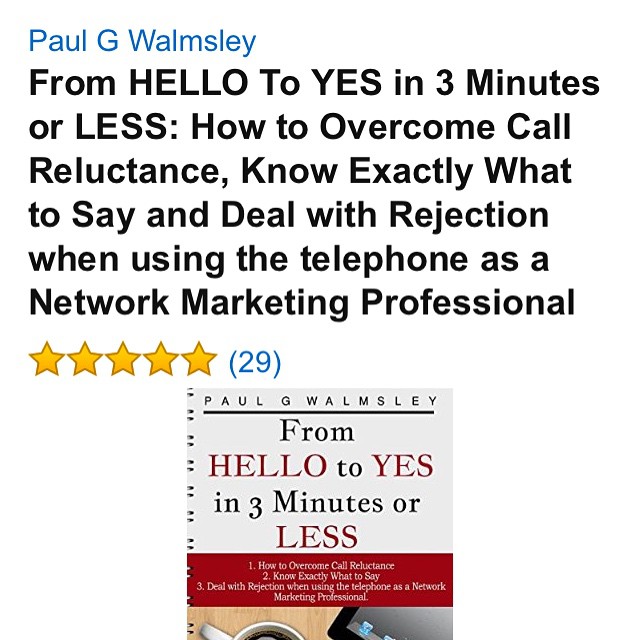 Paul G Walmsley
From HELLO To YES in 3 Minutes
or LESS: How to Overcome Call
Reluctance, Know Exactly What
to Say and Deal with Rejection
when using the telephone as a
Network Marketing Professional
(29)
PAUL G WALMSLEY
From
HELLO to YES
in 3 Minutes or
LESS
1. How to Overcome Call Reluctance
2. Know Exactly What to Say
3. Deal with Rejection when using the telephone as a Network
Marketing Professional.